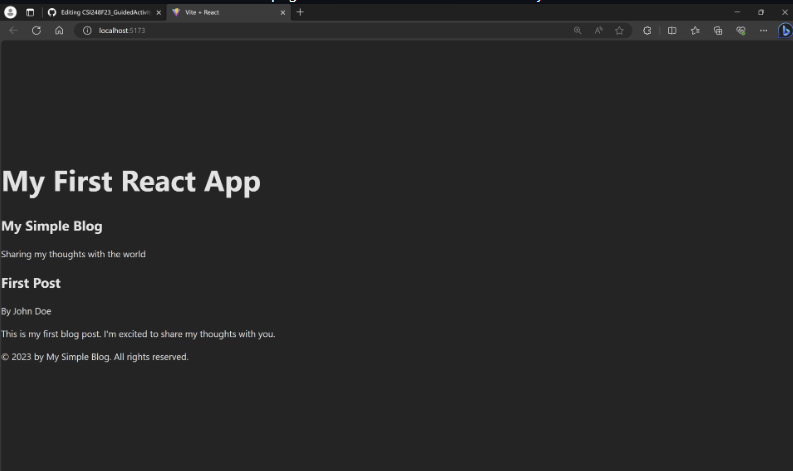 Editing CSI248F23_GuidedActivi
Vite + React
localhost:5173
My First React App
My Simple Blog
Sharing my thoughts with the world
First Post
By John Doe
This is my first blog post. I'm excited to share my thoughts with you.
© 2023 by My Simple Blog. All rights reserved.